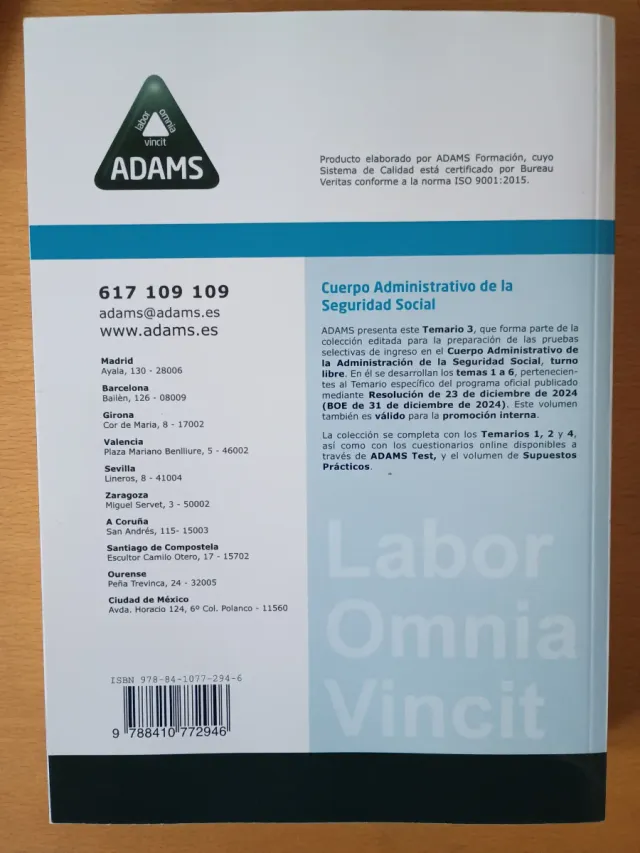 labor omnia
vincit
ADAMS
Producto elaborado por ADAMS Formación, cuyo
Sistema de Calidad está certificado por Bureau
Veritas conforme a la norma ISO 9001:2015.
617 109 109
adams@adams.es
www.adams.es
Madrid
Ayala, 130 - 28006
Barcelona
Bailèn, 126 - 08009
Girona
Cor de Maria, 8 - 17002
Valencia
Plaza Mariano Benlliure, 5 - 46002
Sevilla
Lineros, 8 - 41004
Zaragoza
Miguel Servet, 3 - 50002
A Coruña
San Andrés, 115- 15003
Santiago de Compostela
Escultor Camilo Otero, 17 - 15702
Ourense
Peña Trevinca, 24 - 32005
Ciudad de México
Avda. Horacio 124, 6º Col. Polanco - 11560
Cuerpo Administrativo de la
Seguridad Social
ADAMS presenta este Temario 3, que forma parte de la
colección editada para la preparación de las pruebas
selectivas de ingreso en el Cuerpo Administrativo de
la Administración de la Seguridad Social, turno
libre. En él se desarrollan los temas 1 a 6, pertenecien-
tes al Temario específico del programa oficial publicado
mediante Resolución de 23 de diciembre de 2024
(BOE de 31 de diciembre de 2024). Este volumen
también es válido para la promoción interna.
La colección se completa con los Temarios 1, 2 y 4,
así como con los cuestionarios online disponibles a
través de ADAMS Test, y el volumen de Supuestos
Prácticos.
Labor
Omnia
Vincit
ISBN 978-84-1077-294-6
9 788410 772946